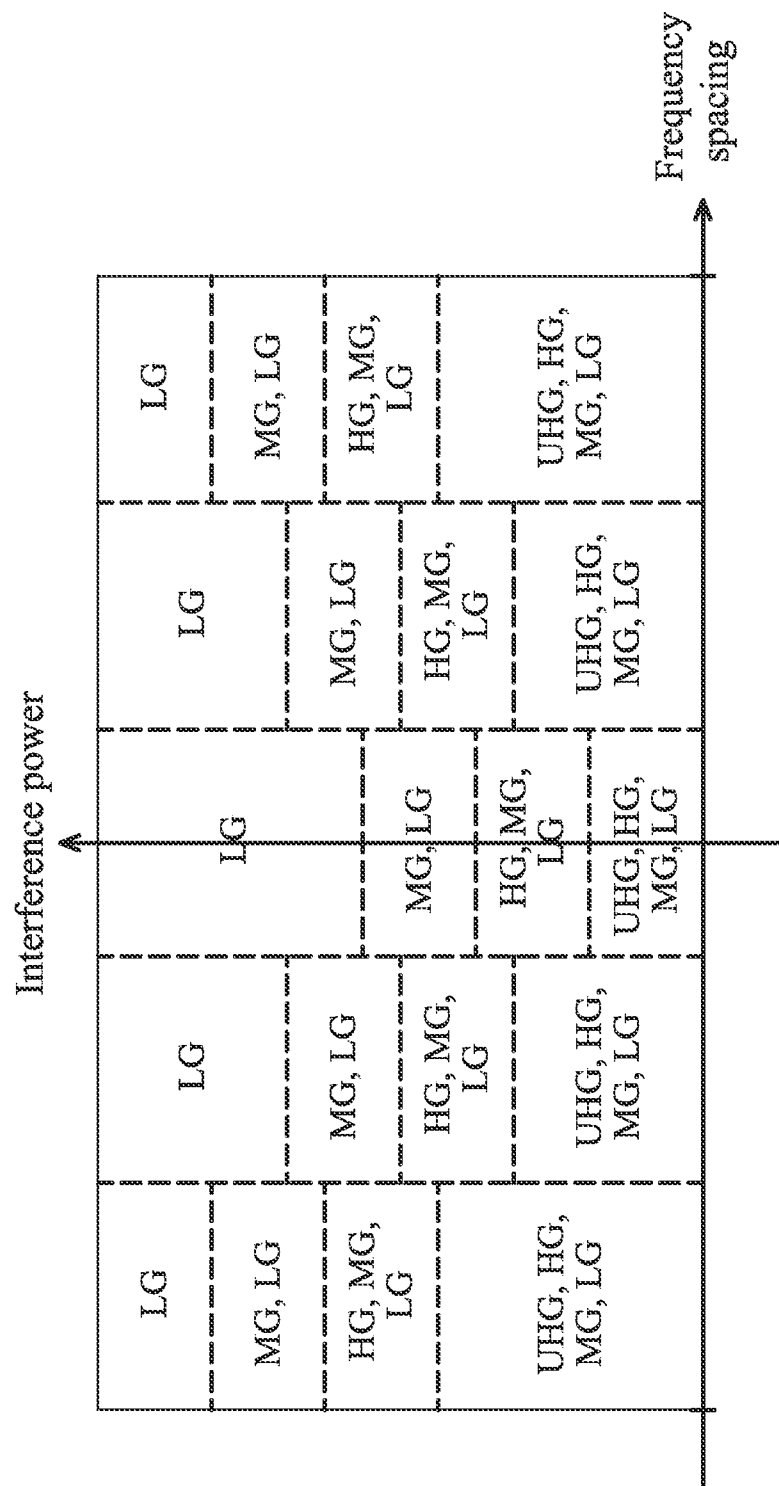 Interference power
LG
MG, LG
HG, MG,
LG
UHG, HG,
MG, LG
LG
MG, LG
HG, MG,
LG
UHG, HG,
MG, LG
LG
MG, LG
HG, MG,
LG
UHG, HG,
MG, LG
LG
MG, LG
HG, MG,
LG
UHG, HG,
MG, LG
LG
MG, LG
HG, MG,
LG
UHG, HG,
MG, LG
Frequency
spacing